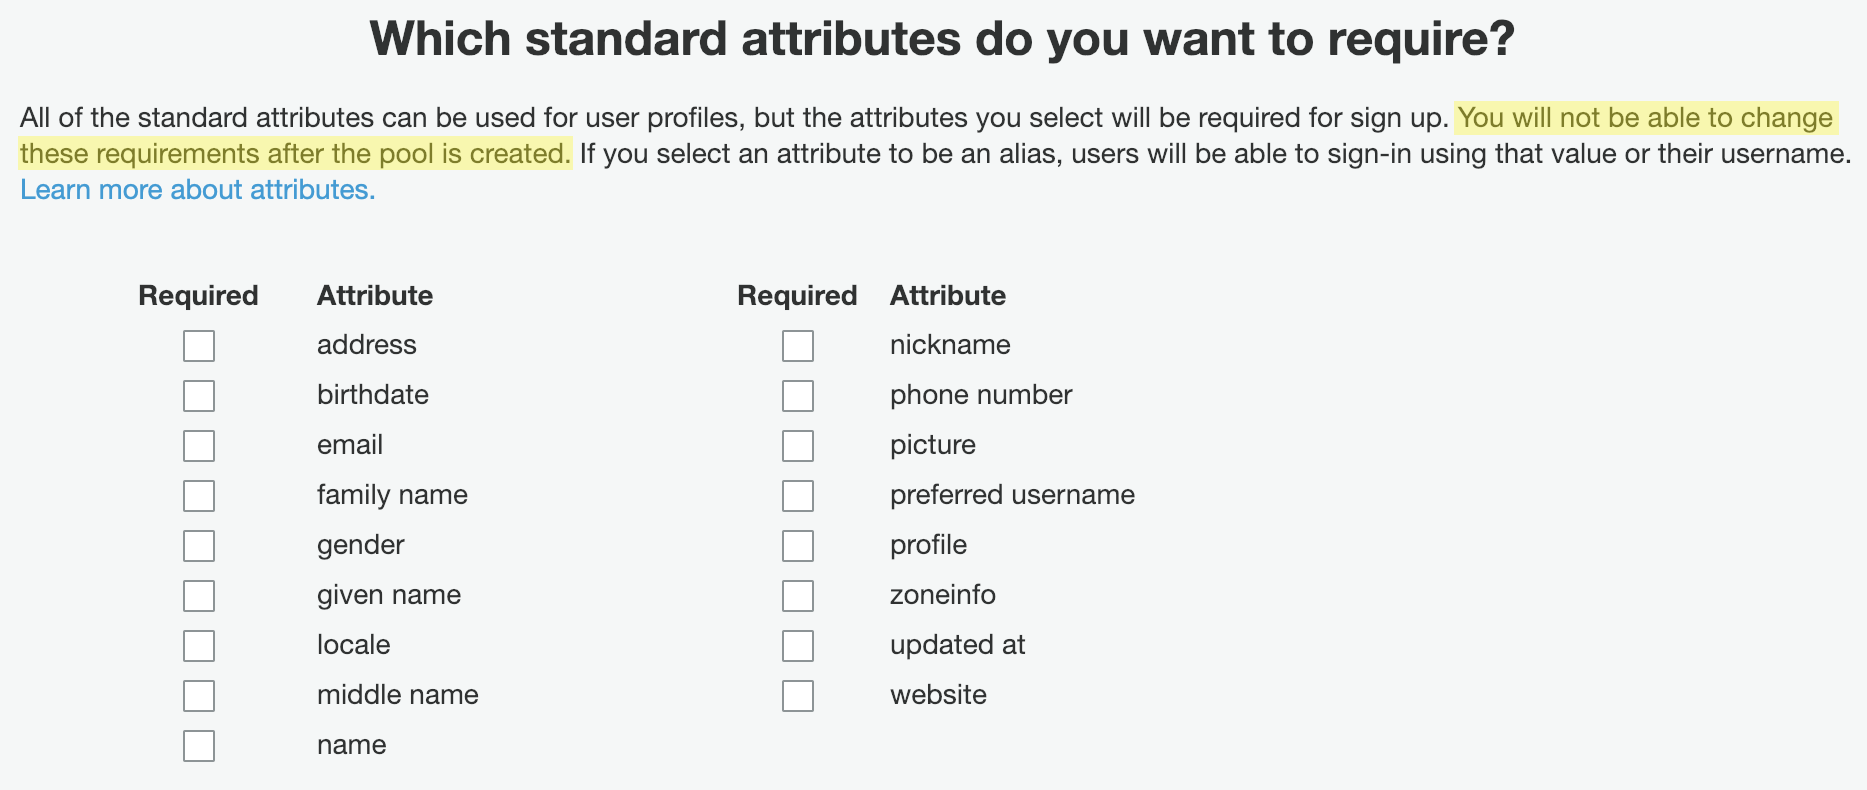 Which standard attributes do you want to require?
All of the standard attributes can be used for user profiles, but the attributes you select will be required for sign up. You will not be able to change
these requirements after the pool is created. If you select an attribute to be an alias, users will be able to sign-in using that value or their username.
Learn more about attributes.
Required Attribute Required Attribute
address nickname
birthdate phone number
email picture
family name preferred username
gender profile
given name zoneinfo
locale updated at
middle name website
name